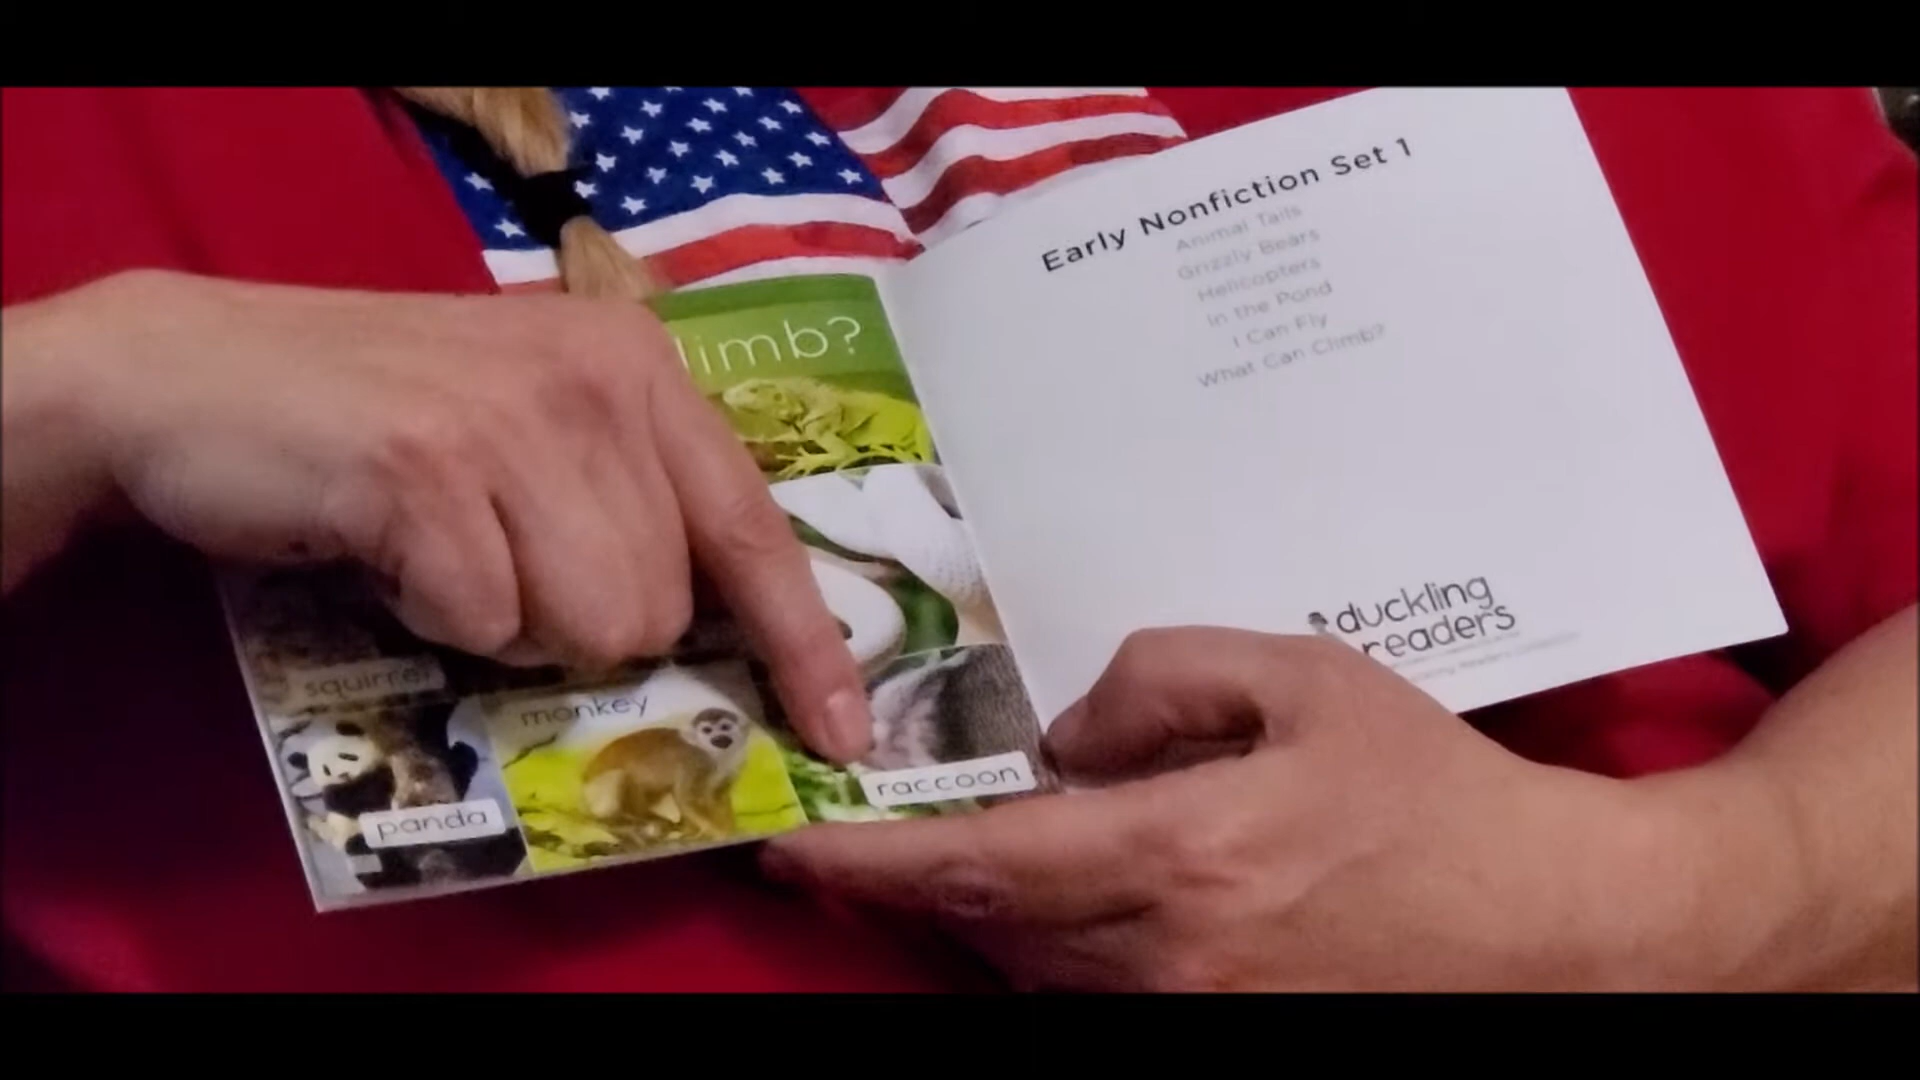 limb?
squirrel
monkey
panda
raccoon
Early Nonfiction Set 1
Animal Tails
Grizzly Bears
Helicopters
In the Pond
I Can Fly
What Can Climb?
duckling
readers